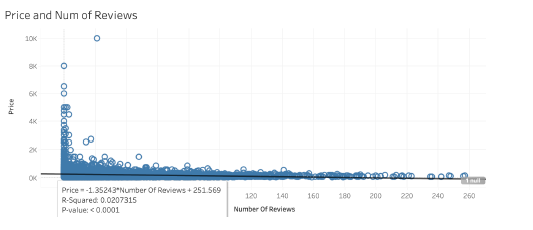 Price and Num of Reviews
10K
8K
6K
4K
2K
0K
Price
Price = -1.35243*Number Of Reviews + 251.569
R-Squared: 0.0207315
P-value: < 0.0001
120 140 160 180 200 220 240 260
Number Of Reviews